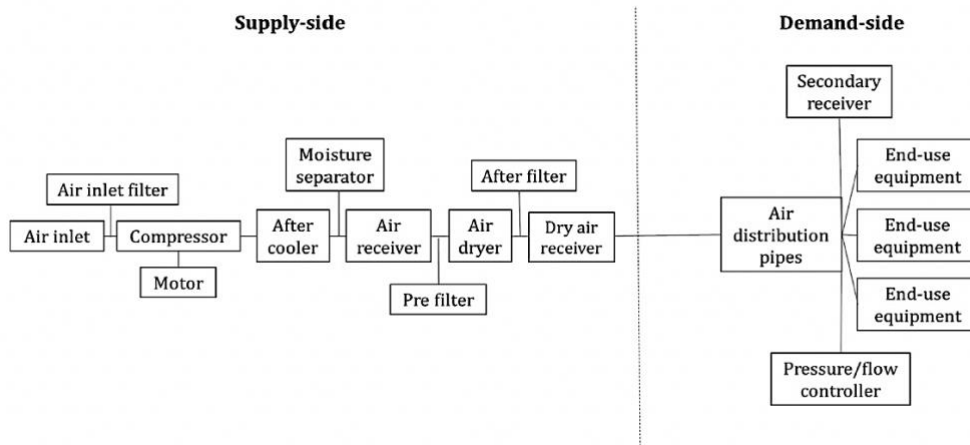 Supply-side
Demand-side
Secondary
receiver
Moisture
separator
End-use
equipment
Air inlet filter
After filter
Air inlet
Compressor
After
cooler
Air
receiver
Air
dryer
Dry air
receiver
Air
distribution
pipes
End-use
equipment
Motor
Pre filter
End-use
equipment
Pressure/flow
controller